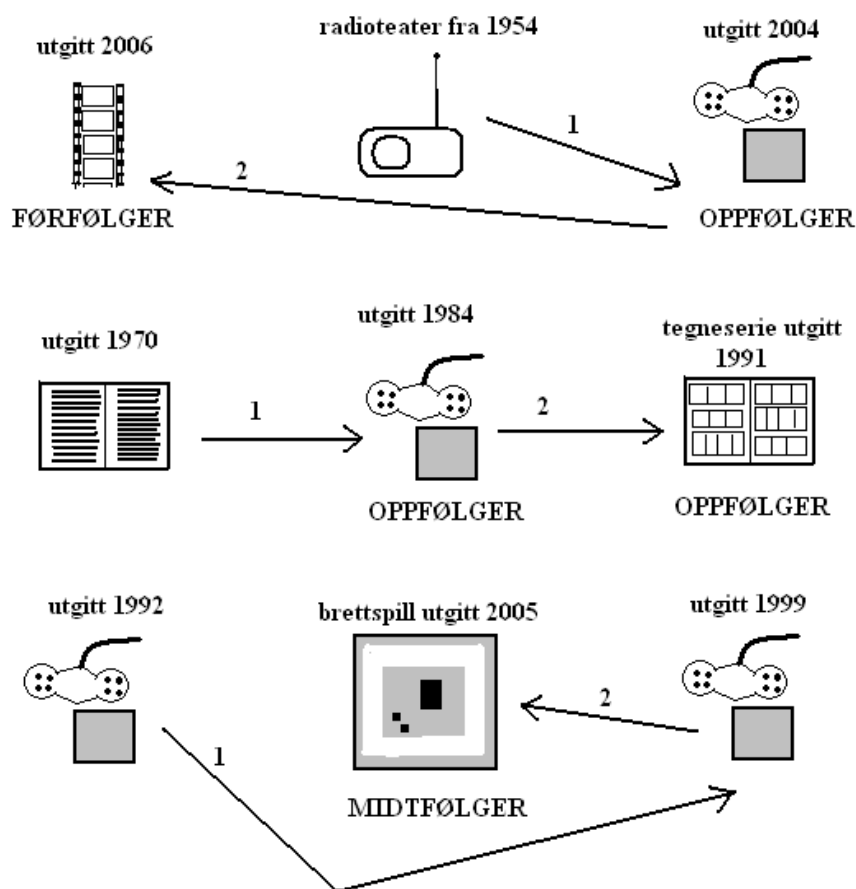 utgitt 2006
radioteater fra 1954
utgitt 2004
1
2
FØRFØLGER
OPPFØLGER
utgitt 1970
utgitt 1984
tegneserie utgitt
1991
1
2
OPPFØLGER
OPPFØLGER
utgitt 1992
brettspill utgitt 2005
utgitt 1999
1
2
MIDTFØLGER